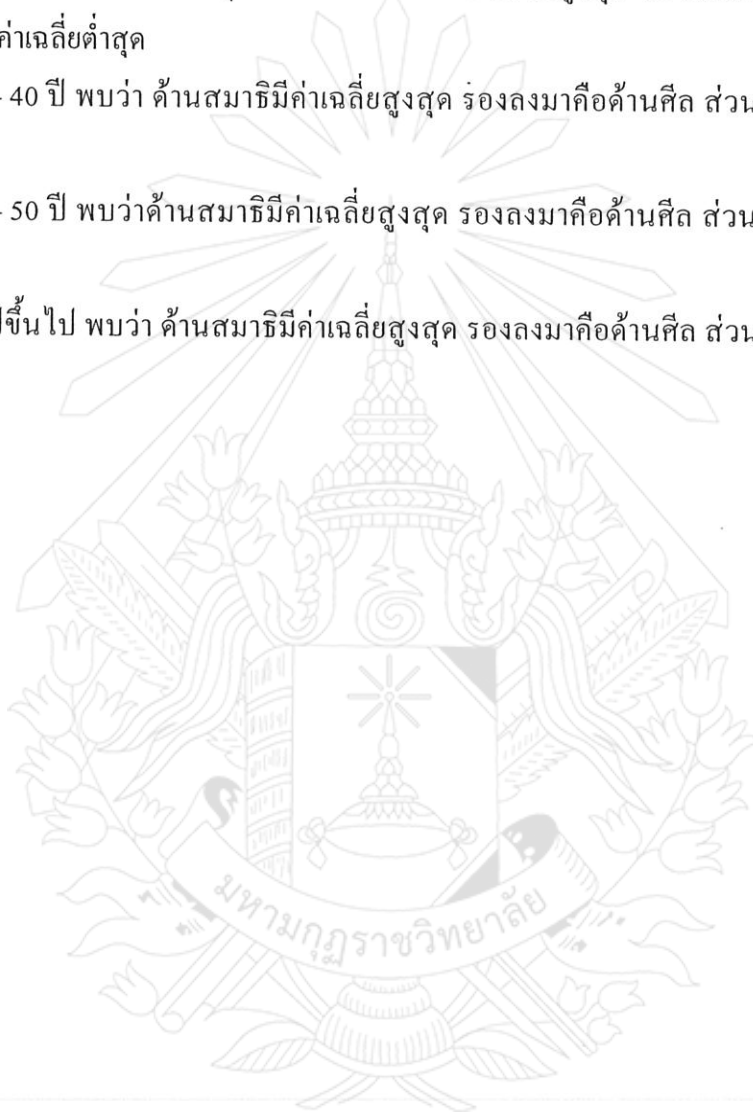 ค่าเฉลี่ยต่ำสุด
- 40 ปี พบว่า ด้านสมาธิมีค่าเฉลี่ยสูงสุด รองลงมาคือด้านศีล ส่วน
- 50 ปี พบว่าด้านสมาธิมีค่าเฉลี่ยสูงสุด รองลงมาคือด้านศีล ส่วน
ขึ้นไป พบว่า ด้านสมาธิมีค่าเฉลี่ยสูงสุด รองลงมาคือด้านศีล ส่วน
มหามกุฏราชวิทยาลัย